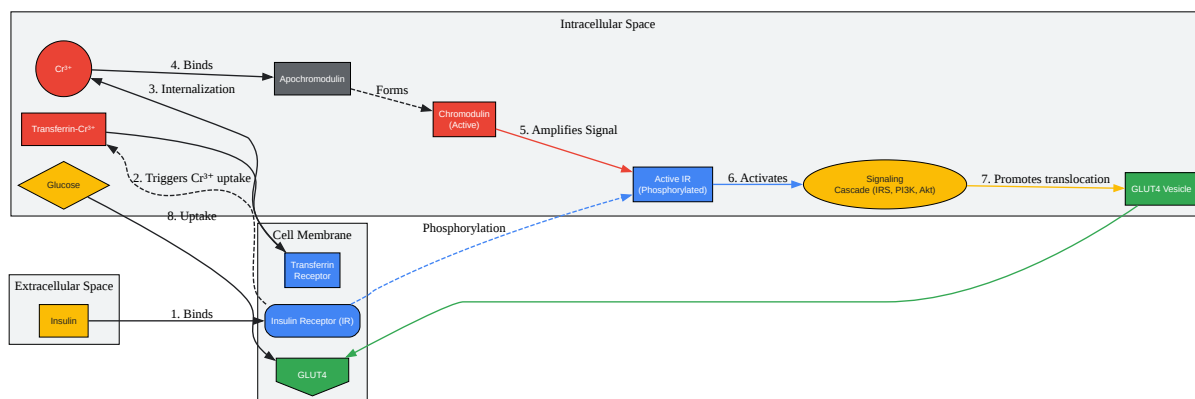 Intracellular Space
Cr³⁺
4. Binds
3. Internalization
Apochromodulin
Forms
Chromodulin
(Active)
5. Amplifies Signal
Transferrin-Cr³⁺
2. Triggers Cr³⁺ uptake
Glucose
8. Uptake
Active IR
(Phosphorylated)
6. Activates
Signaling
Cascade (IRS, PI3K, Akt)
7. Promotes translocation
GLUT4 Vesicle
Phosphorylation
Cell Membrane
Transferrin
Receptor
Extracellular Space
Insulin
1. Binds
Insulin Receptor (IR)
GLUT4